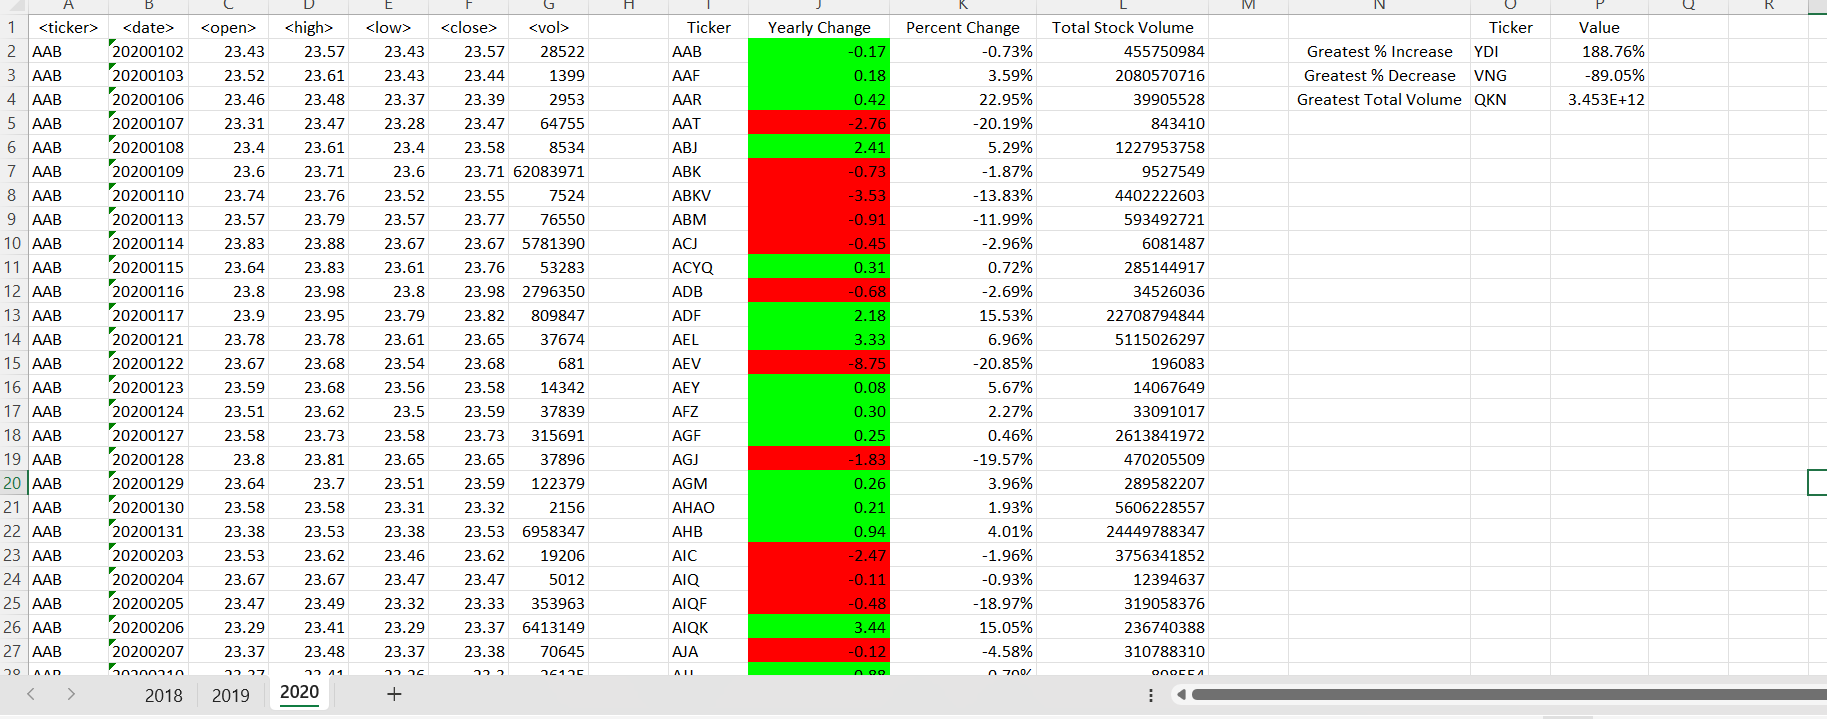 A B C D E F G H I J K L M N O P Q R
1 <ticker> <date> <open> <high> <low> <close> <vol> Ticker Yearly Change Percent Change Total Stock Volume Ticker Value
2 AAB 20200102 23.43 23.57 23.43 23.57 28522 AAB -0.17 -0.73% 455750984 Greatest % Increase YDI 188.76%
3 AAB 20200103 23.52 23.61 23.43 23.44 1399 AAF 0.18 3.59% 2080570716 Greatest % Decrease VNG -89.05%
4 AAB 20200106 23.46 23.48 23.37 23.39 2953 AAR 0.42 22.95% 39905528 Greatest Total Volume QKN 3.453E+12
5 AAB 20200107 23.31 23.47 23.28 23.47 64755 AAT -2.76 -20.19% 843410
6 AAB 20200108 23.4 23.61 23.4 23.58 8534 ABJ 2.41 5.29% 1227953758
7 AAB 20200109 23.6 23.71 23.6 23.71 62083971 ABK -0.73 -1.87% 9527549
8 AAB 20200110 23.74 23.76 23.52 23.55 7524 ABKV -3.53 -13.83% 4402222603
9 AAB 20200113 23.57 23.79 23.57 23.77 76550 ABM -0.91 -11.99% 593492721
10 AAB 20200114 23.83 23.88 23.67 23.67 5781390 ACJ -0.45 -2.96% 6081487
11 AAB 20200115 23.64 23.83 23.61 23.76 53283 ACYQ 0.31 0.72% 285144917
12 AAB 20200116 23.8 23.98 23.8 23.98 2796350 ADB -0.68 -2.69% 34526036
13 AAB 20200117 23.9 23.95 23.79 23.82 809847 ADF 2.18 15.53% 22708794844
14 AAB 20200121 23.78 23.78 23.61 23.65 37674 AEL 3.33 6.96% 5115026297
15 AAB 20200122 23.67 23.68 23.54 23.68 681 AEV -8.75 -20.85% 196083
16 AAB 20200123 23.59 23.68 23.56 23.58 14342 AEY 0.08 5.67% 14067649
17 AAB 20200124 23.51 23.62 23.5 23.59 37839 AFZ 0.30 2.27% 33091017
18 AAB 20200127 23.58 23.73 23.58 23.73 315691 AGF 0.25 0.46% 2613841972
19 AAB 20200128 23.8 23.81 23.65 23.65 37896 AGJ -1.83 -19.57% 470205509
20 AAB 20200129 23.64 23.7 23.51 23.59 122379 AGM 0.26 3.96% 289582207
21 AAB 20200130 23.58 23.58 23.31 23.32 2156 AHAO 0.21 1.93% 5606228557
22 AAB 20200131 23.38 23.53 23.38 23.53 6958347 AHB 0.94 4.01% 24449788347
23 AAB 20200203 23.53 23.62 23.46 23.62 19206 AIC -2.47 -1.96% 3756341852
24 AAB 20200204 23.67 23.67 23.47 23.47 5012 AIQ -0.11 -0.93% 12394637
25 AAB 20200205 23.47 23.49 23.32 23.33 353963 AIQF -0.48 -18.97% 319058376
26 AAB 20200206 23.29 23.41 23.29 23.37 6413149 AIQK 3.44 15.05% 236740388
27 AAB 20200207 23.37 23.48 23.37 23.38 70645 AJA -0.12 -4.58% 310788310
28 AAB 20200210
2018 2019 2020